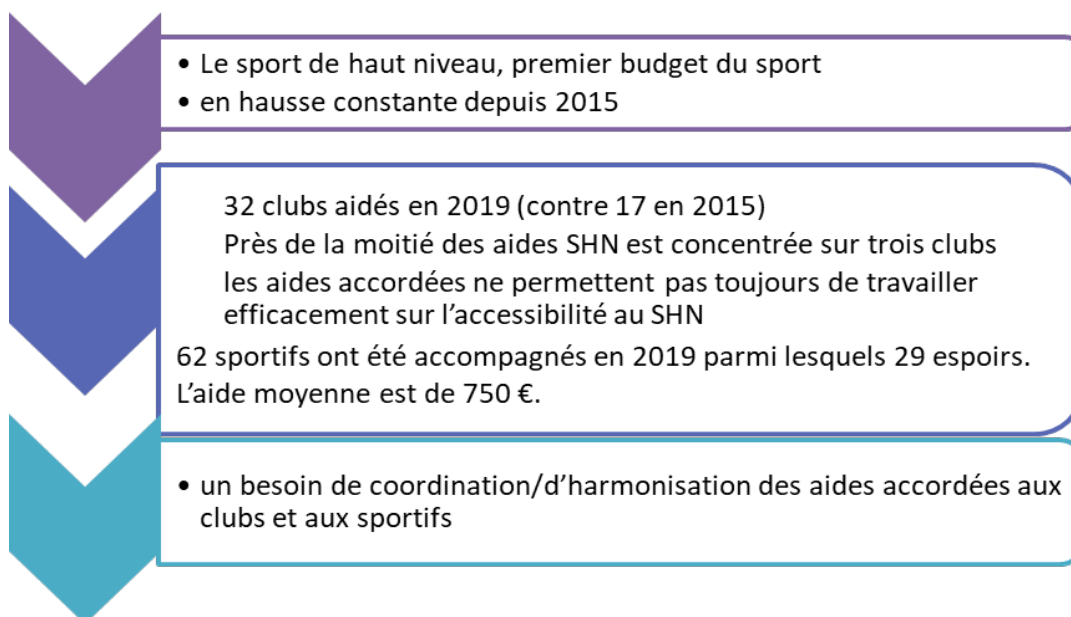 • Le sport de haut niveau, premier budget du sport
• en hausse constante depuis 2015
32 clubs aidés en 2019 (contre 17 en 2015)
Près de la moitié des aides SHN est concentrée sur trois clubs
les aides accordées ne permettent pas toujours de travailler
efficacement sur l’accessibilité au SHN
62 sportifs ont été accompagnés en 2019 parmi lesquels 29 espoirs.
L’aide moyenne est de 750 €.
• un besoin de coordination/d’harmonisation des aides accordées aux
clubs et aux sportifs